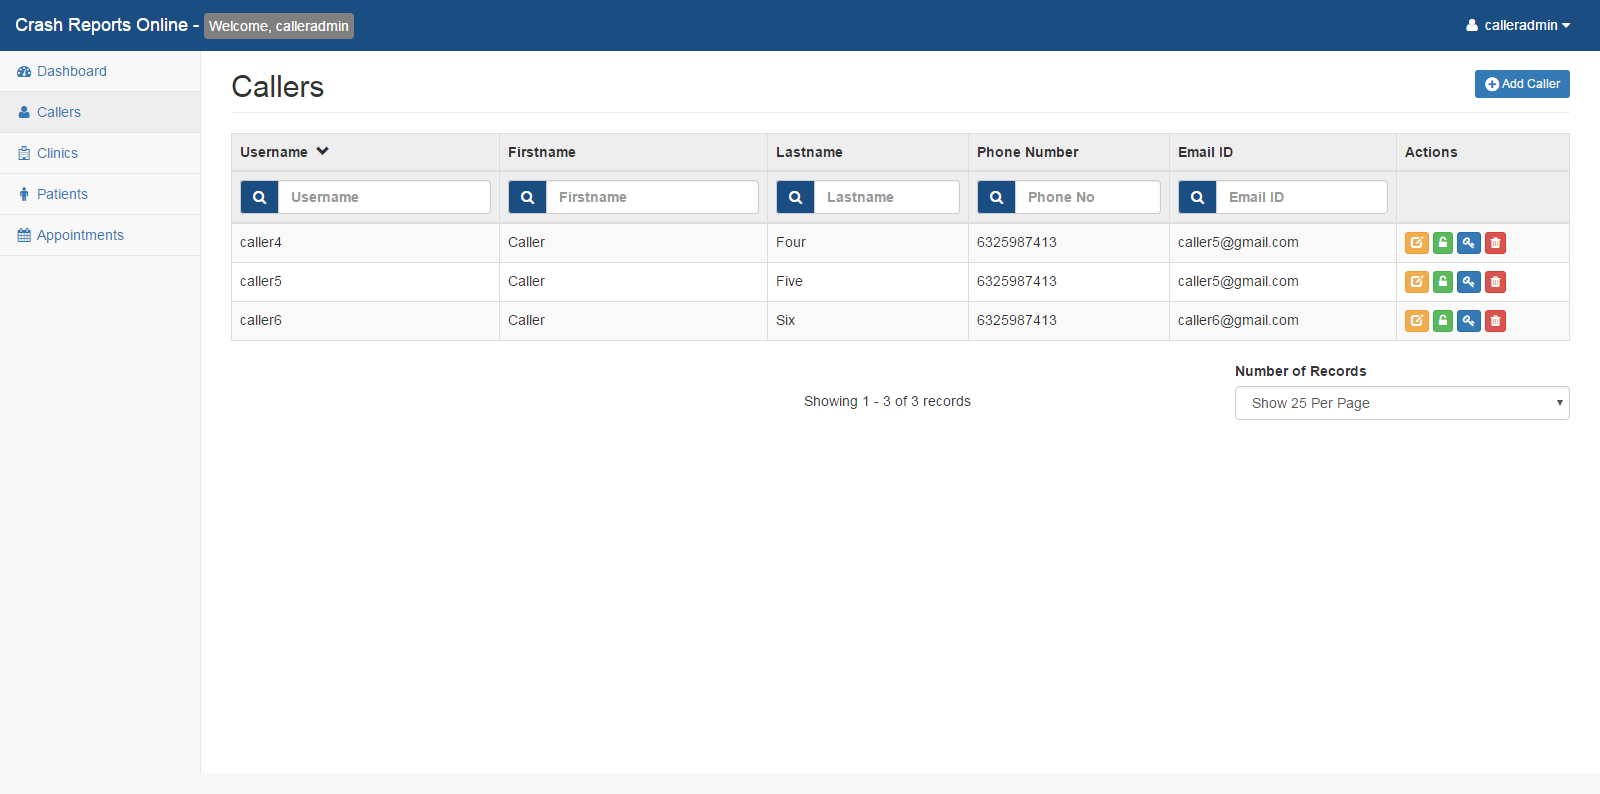 Crash Reports Online - Welcome, calleradmin
calleradmin
Dashboard
Callers
Clinics
Patients
Appointments
Callers
Add Caller
Username Firstname Lastname Phone Number Email ID Actions
Username Firstname Lastname Phone No Email ID
caller4 Caller Four 6325987413 caller5@gmail.com
caller5 Caller Five 6325987413 caller5@gmail.com
caller6 Caller Six 6325987413 caller6@gmail.com
Number of Records
Showing 1 - 3 of 3 records
Show 25 Per Page